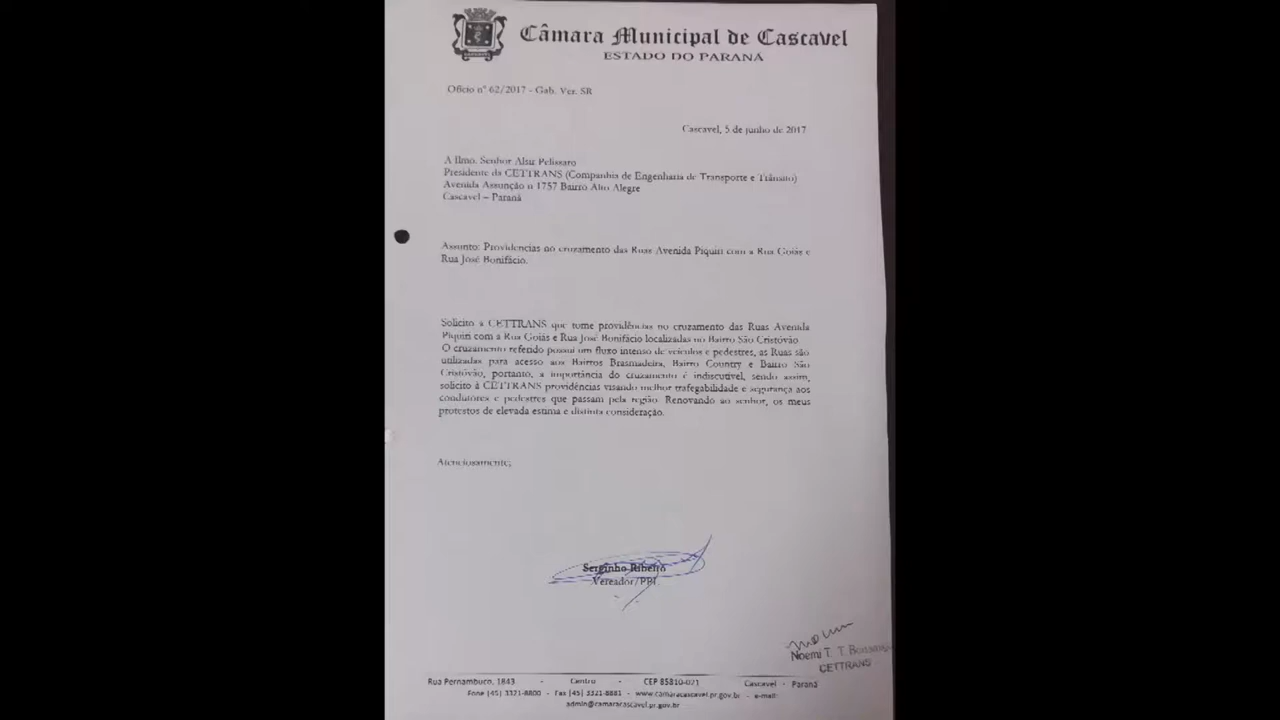 Câmara Municipal de Cascavel
ESTADO DO PARANÁ
Ofício nº 62/2017 - Gab. Ver. SR
Cascavel, 5 de junho de 2017
A Ilmo. Senhor Alsir Pelissaro
Presidente da CETTRANS (Companhia de Engenharia de Transporte e Trânsito)
Avenida Assunção n 1757 Bairro Alto Alegre
Cascavel – Paraná
Assunto: Providencias no cruzamento das Ruas Avenida Piquiri com a Rua Goiás e
Rua José Bonifácio.
Solicito a CETTRANS que tome providências no cruzamento das Ruas Avenida
Piquiri com a Rua Goiás e Rua José Bonifácio localizadas no Bairro São Cristóvão
O cruzamento referido possui um fluxo intenso de veículos e pedestres, as Ruas são
utilizadas para acesso aos Bairros Brasmadeira, Bairro Country e Bairro São
Cristóvão, portanto, a importância do cruzamento é indiscutível, sendo assim,
solicito à CETTRANS providências visando melhor trafegabilidade e segurança aos
condutores e pedestres que passam pela região. Renovando ao senhor, os meus
protestos de elevada estima e distinta consideração.
Atenciosamente;
Serginho Ribeiro
Vereador/PPL
Noemi T. T.
CETTRANS
Rua Pernambuco, 1843 - Centro - CEP 85810-021 Cascavel - Paraná
Fone (45) 3321-8800 - Fax (45) 3321-8881 - www.camaracascavel.pr.gov.br - e-mail:
admin@camaracascavel.pr.gov.br